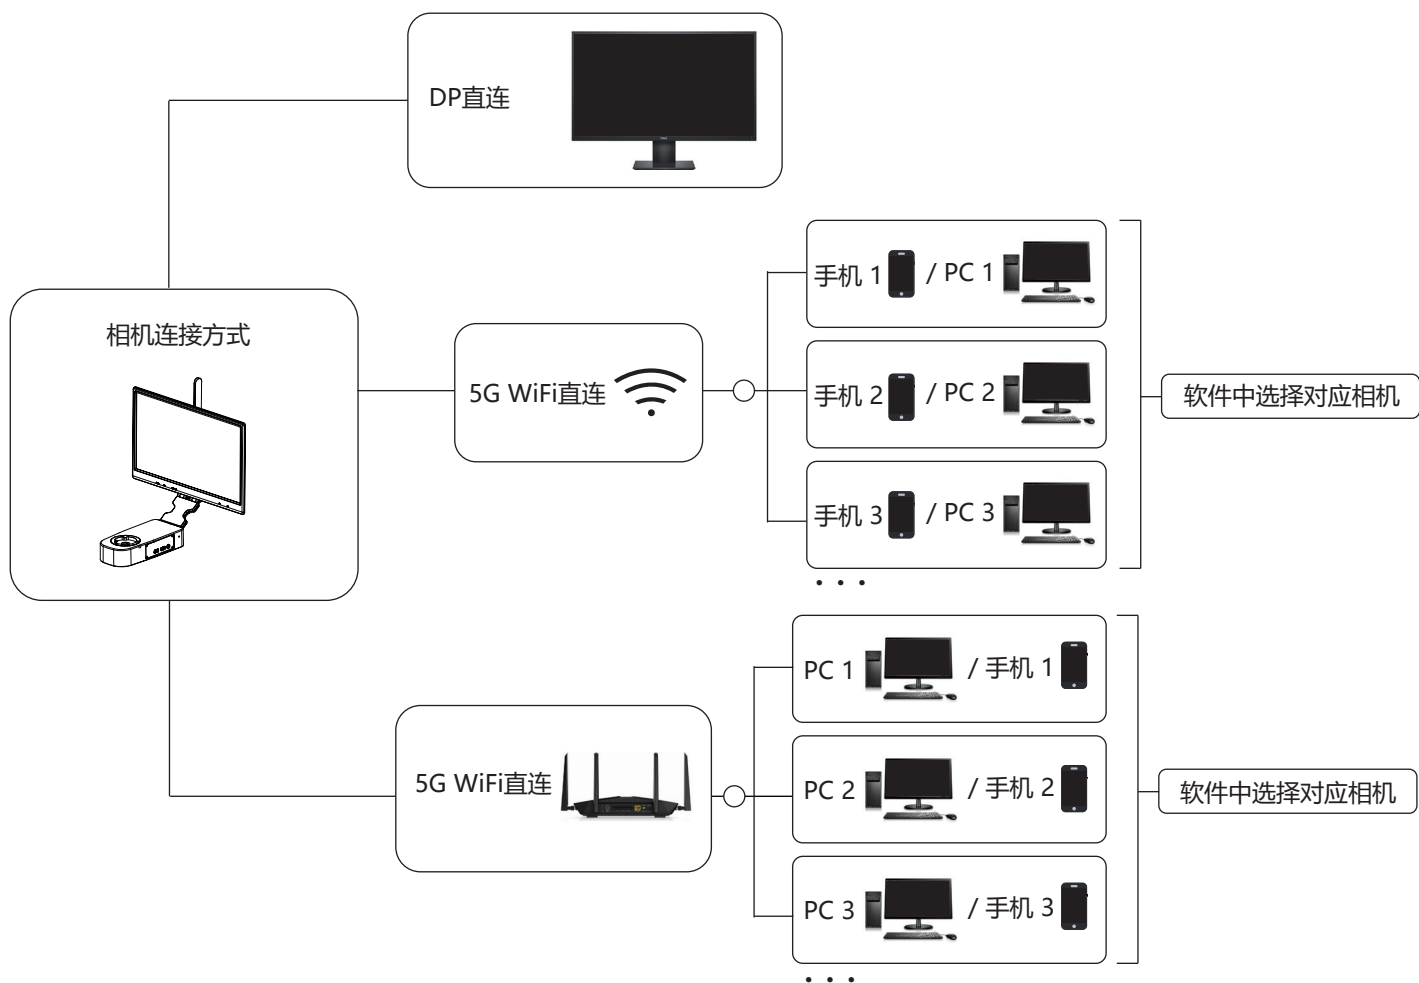 DP直连
相机连接方式
5G WiFi直连
手机 1 / PC 1
手机 2 / PC 2
手机 3 / PC 3
• • •
软件中选择对应相机
5G WiFi直连
PC 1 / 手机 1
PC 2 / 手机 2
PC 3 / 手机 3
• • •
软件中选择对应相机